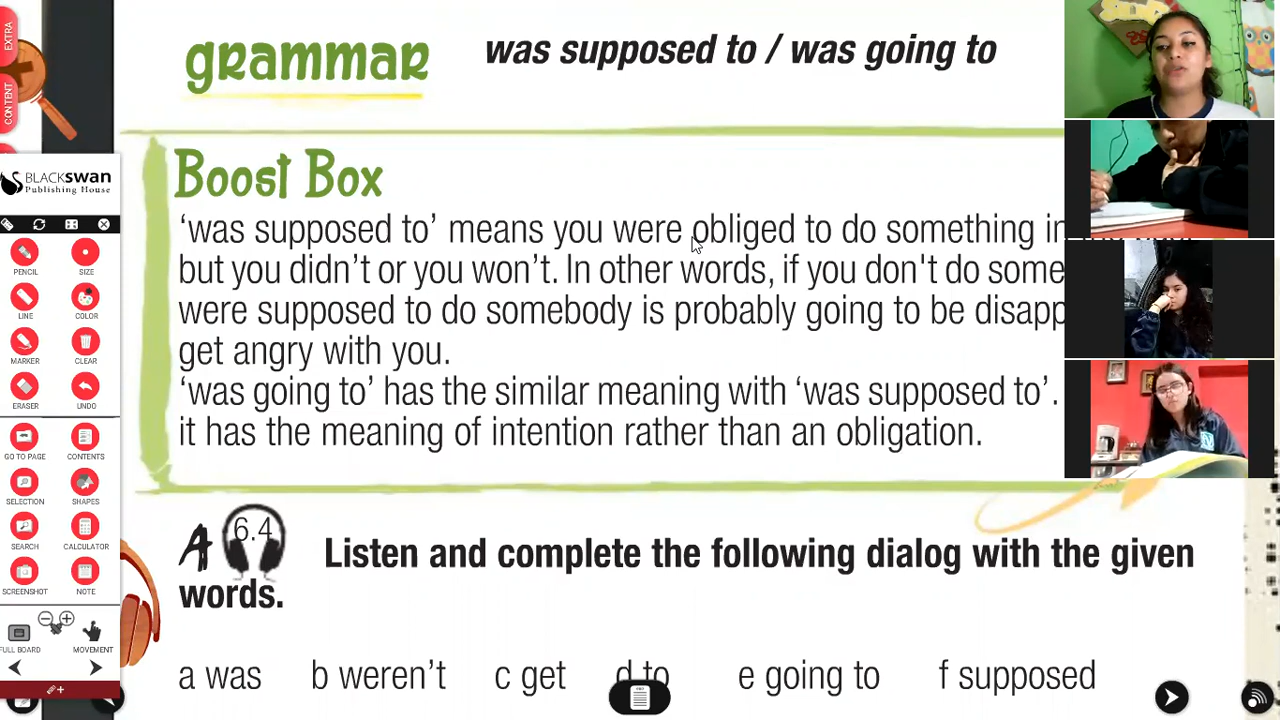 grammar was supposed to / was going to
Boost Box
‘was supposed to’ means you were obliged to do something in
but you didn’t or you won’t. In other words, if you don't do some
were supposed to do somebody is probably going to be disapp
get angry with you.
‘was going to’ has the similar meaning with ‘was supposed to’.
it has the meaning of intention rather than an obligation.
A 6.4 Listen and complete the following dialog with the given
words.
a was b weren’t c get d to e going to f supposed
EXTRA
CONTENT
BLACKSWAN
Publishing House
PENCIL SIZE
LINE COLOR
MARKER CLEAR
ERASER UNDO
GO TO PAGE CONTENTS
SELECTION SHAPES
SEARCH CALCULATOR
SCREENSHOT NOTE
FULL BOARD MOVEMENT